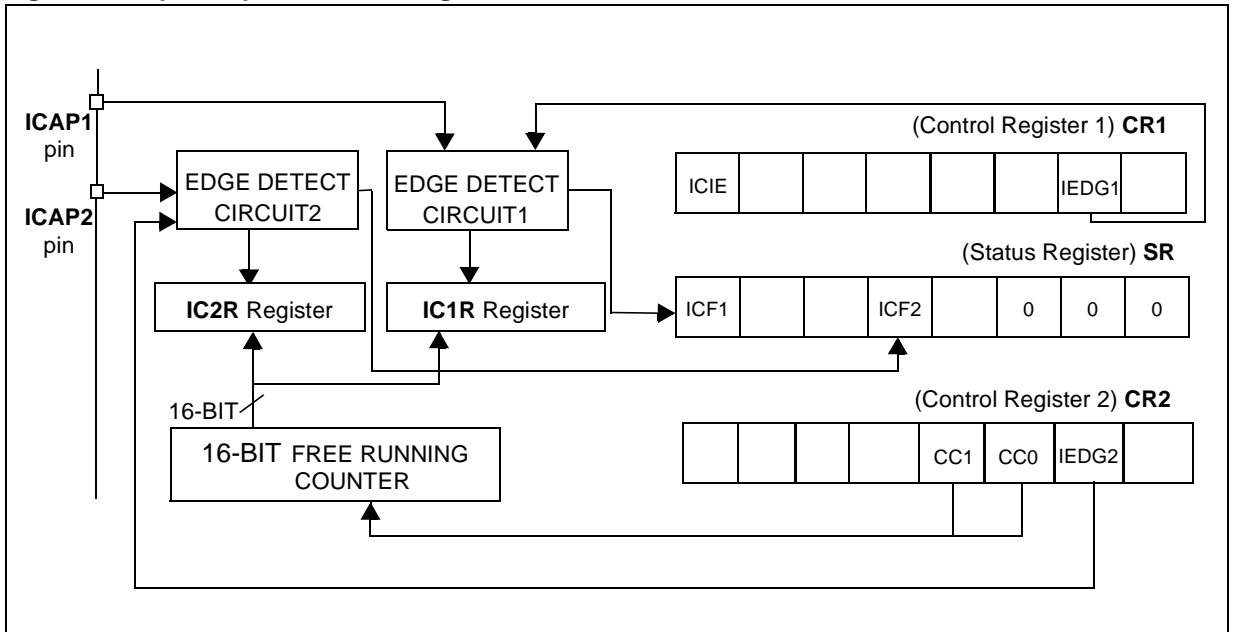 ICAP1
pin
ICAP2
pin
EDGE DETECT
CIRCUIT2
EDGE DETECT
CIRCUIT1
IC2R Register
IC1R Register
16-BIT
16-BIT FREE RUNNING
COUNTER
(Control Register 1) CR1
ICIE IEDG1
(Status Register) SR
ICF1 ICF2 0 0 0
(Control Register 2) CR2
CC1 CC0 IEDG2